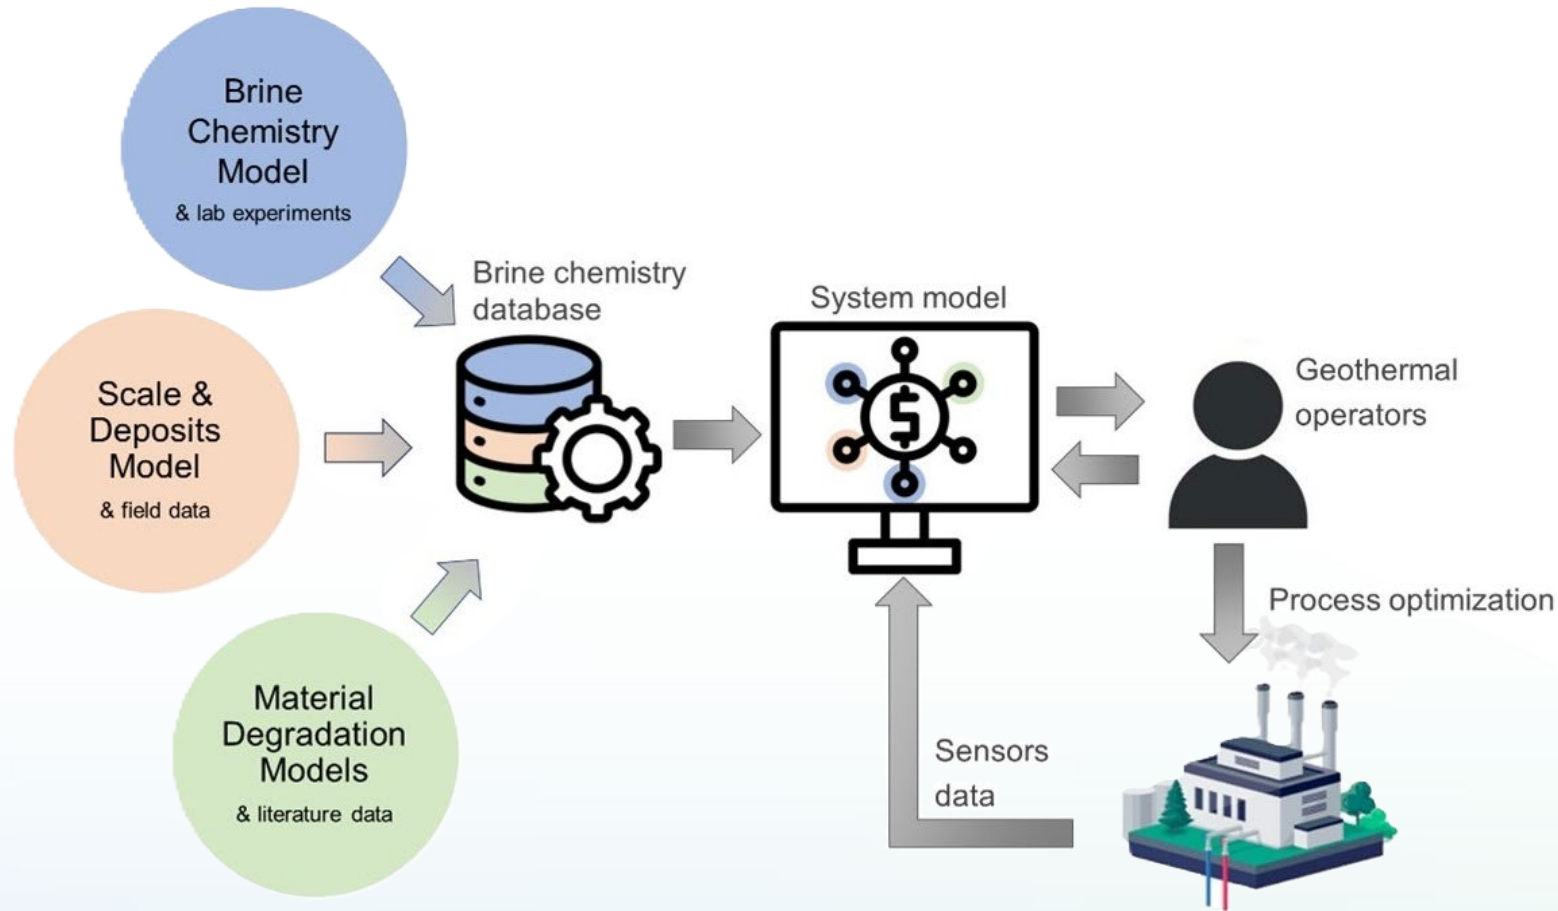 Brine
Chemistry
Model
& lab experiments
Brine chemistry
database
System model
Scale &
Deposits
Model
& field data
$
Geothermal
operators
Process optimization
Material
Degradation
Models
& literature data
Sensors
data